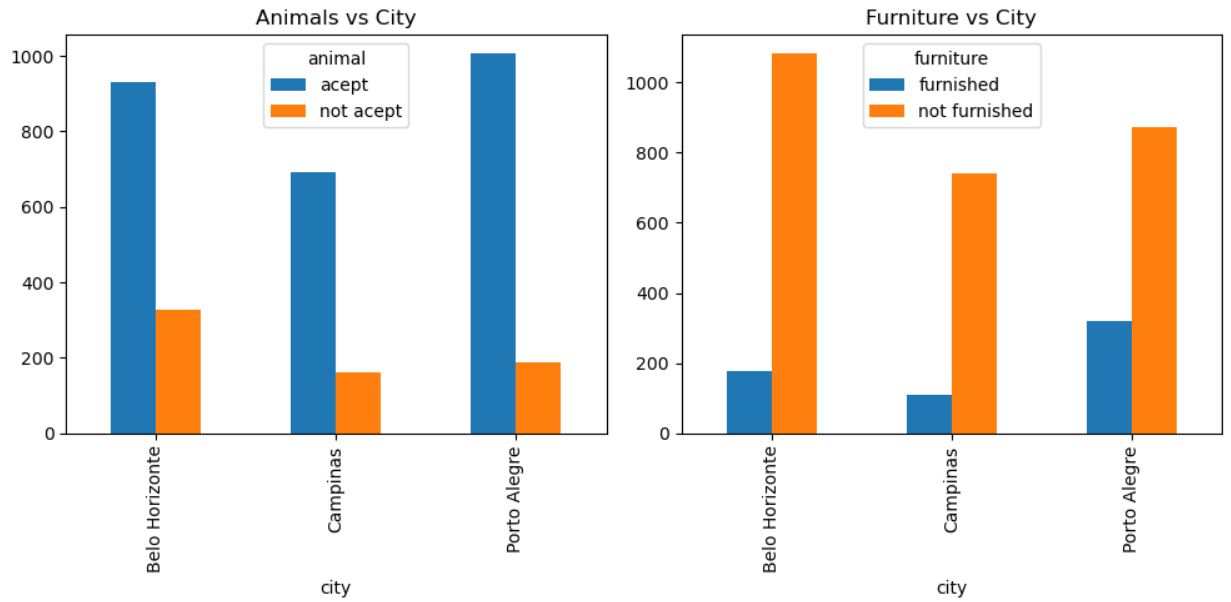 Animals vs City
animal
acept
not acept
1000
800
600
400
200
0
Belo Horizonte
Campinas
Porto Alegre
city
Furniture vs City
furniture
furnished
not furnished
1000
800
600
400
200
0
Belo Horizonte
Campinas
Porto Alegre
city